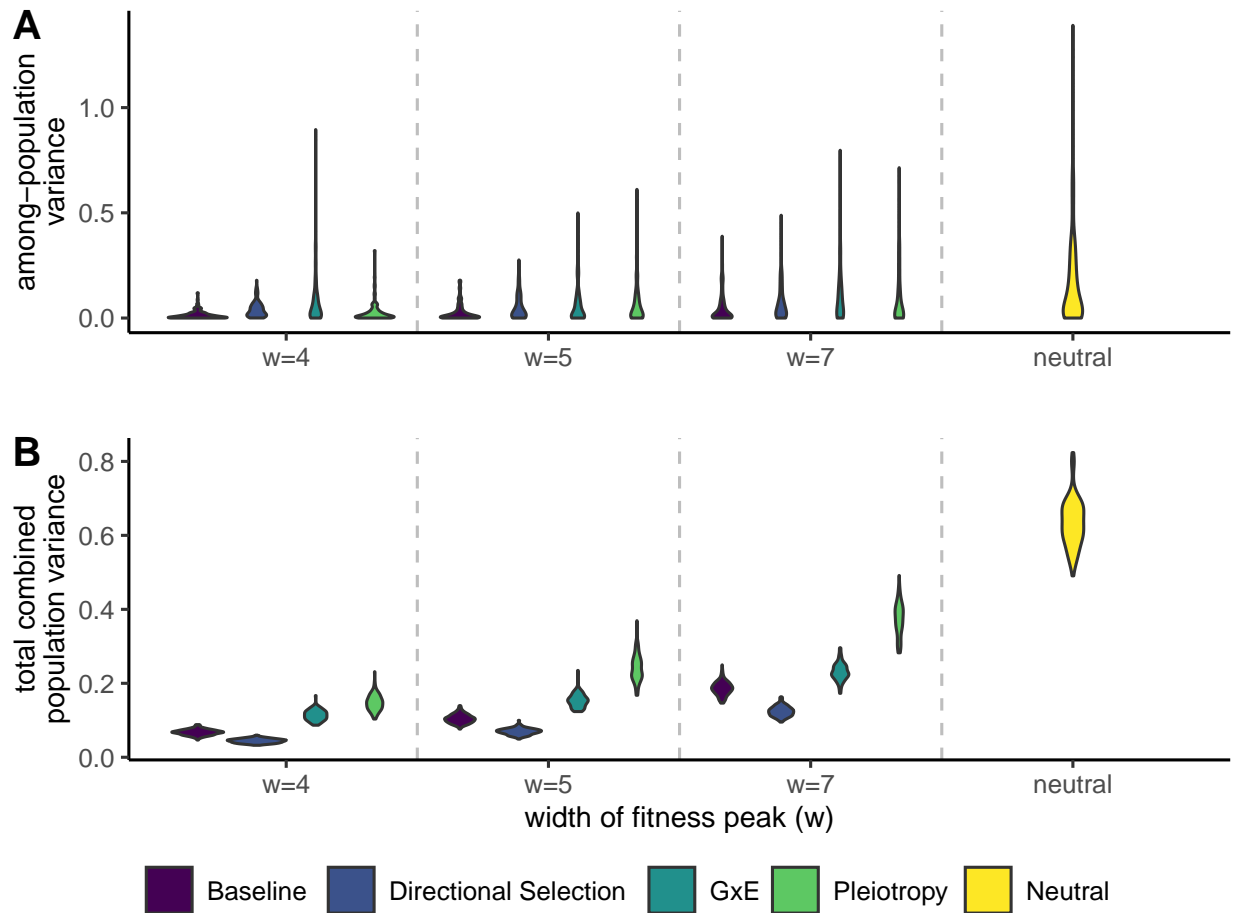 A
among−population
variance
1.0
0.5
0.0
w=4 w=5 w=7 neutral
B
total combined
population variance
0.8
0.6
0.4
0.2
0.0
w=4 w=5 w=7 neutral
width of fitness peak (w)
Baseline Directional Selection GxE Pleiotropy Neutral